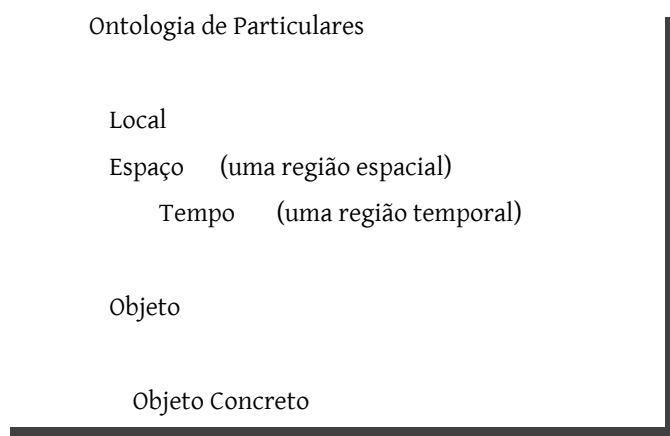 Ontologia de Particulares
Local
Espaço (uma região espacial)
Tempo (uma região temporal)
Objeto
Objeto Concreto